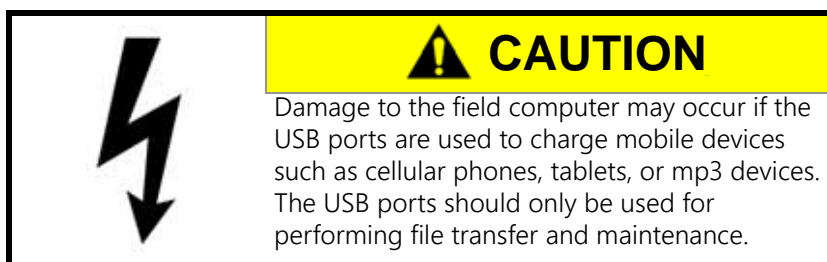 CAUTION
Damage to the field computer may occur if the
USB ports are used to charge mobile devices
such as cellular phones, tablets, or mp3 devices.
The USB ports should only be used for
performing file transfer and maintenance.